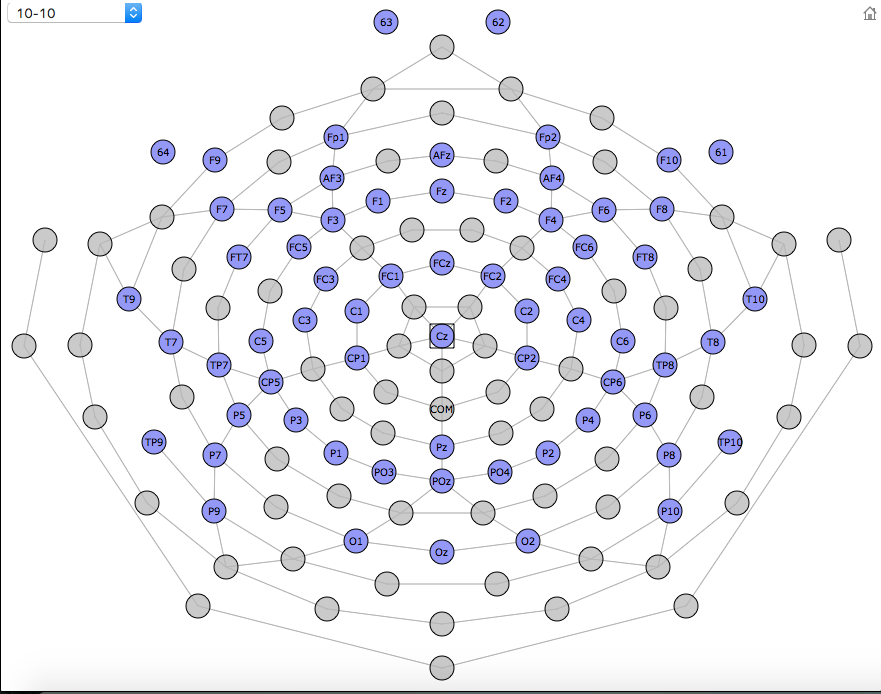 10-10
63 62
Fp1 Fp2
64 F9 AFz F10 61
AF3 AF4
F7 F5 F3 F1 Fz F2 F4 F6 F8
FC5 FC6
FT7 FC3 FC1 FCz FC2 FC4 FT8
T9 T10
C3 C1 C2 C4
T7 C5 Cz C6 T8
TP7 CP1 CP2 TP8
CP5 CP6
P5 P3 COM P4 P6
TP9 P7 P1 Pz P2 P8 TP10
PO3 POz PO4
P9 P10
O1 Oz O2